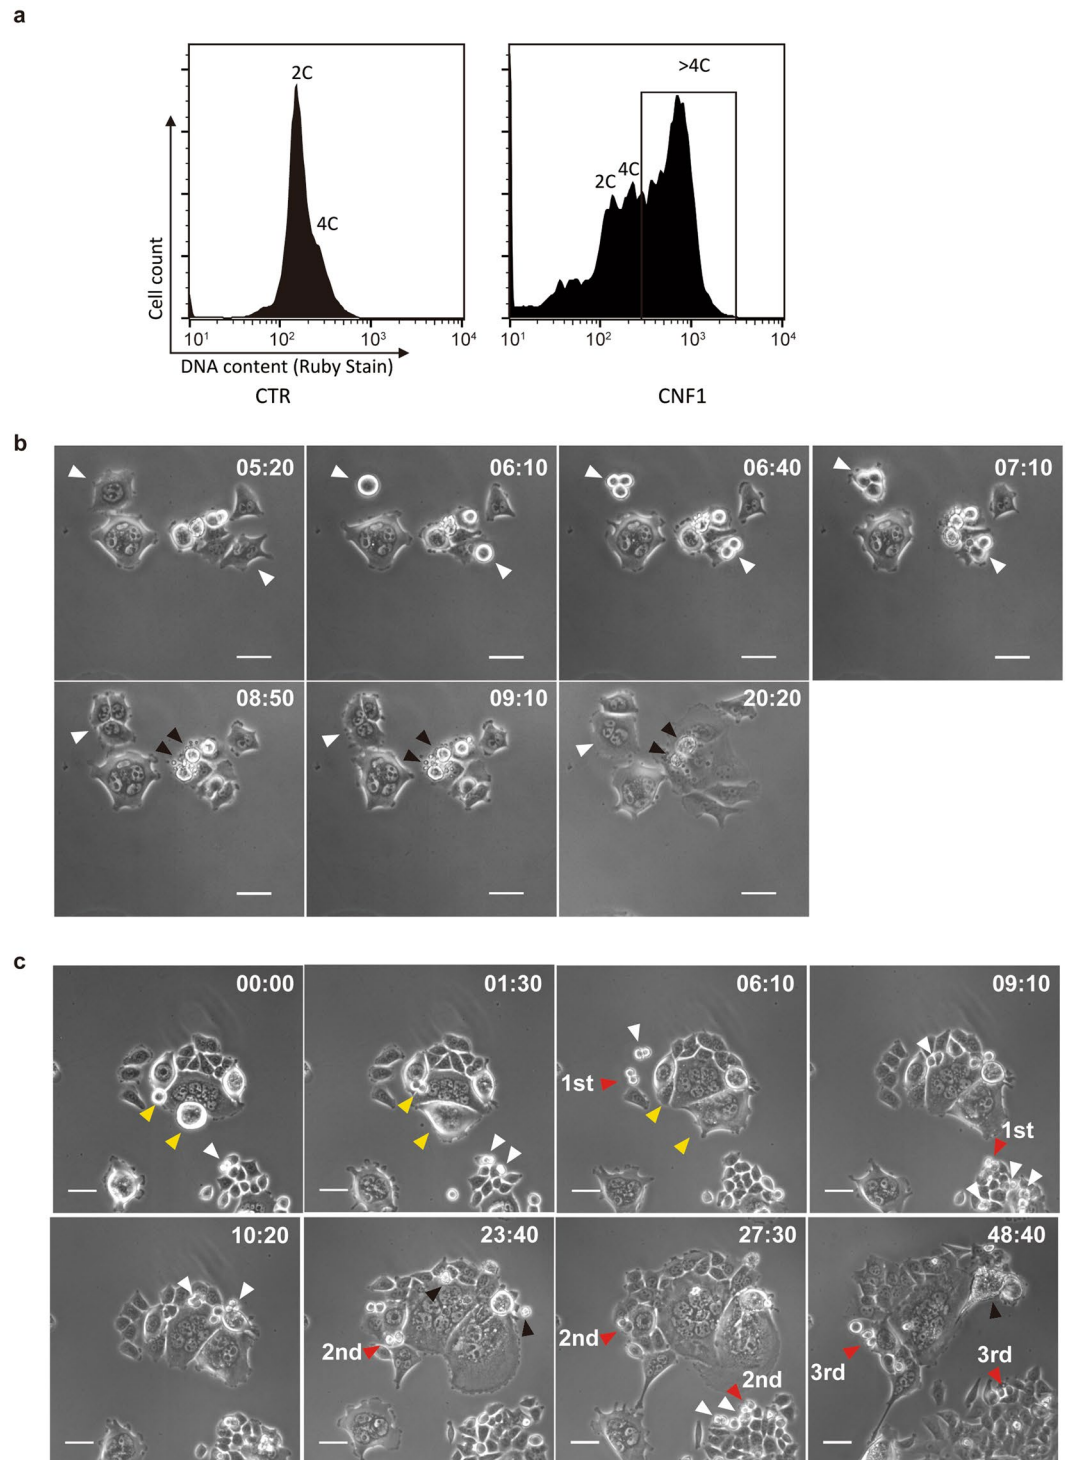 a
2C
4C
>4C
2C
4C
Cell count
10¹
10²
10³
10⁴
10¹
10²
10³
10⁴
DNA content (Ruby Stain)
CTR
CNF1
b
05:20
06:10
06:40
07:10
08:50
09:10
20:20
c
00:00
01:30
06:10
09:10
1st
1st
10:20
23:40
27:30
48:40
2nd
2nd
2nd
3rd
3rd